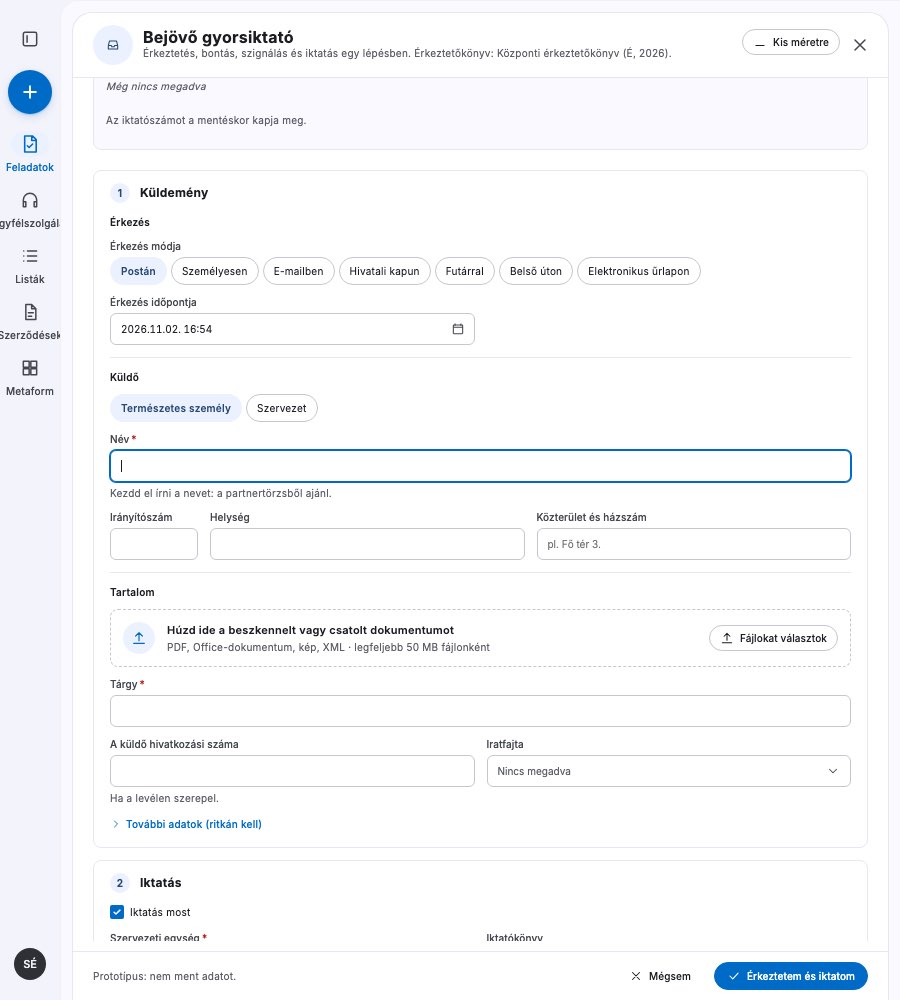 Bejövő gyorsiktató
Érkeztetés, bontás, szignálás és iktatás egy lépésben. Érkeztetőkönyv: Központi érkeztetőkönyv (É, 2026).
Kis méretre
Feladatok
gyfélszolgál
Listák
Szerződések
Metaform
SÉ
Még nincs megadva
Az iktatószámot a mentéskor kapja meg.
1 Küldemény
Érkezés
Érkezés módja
Postán Személyesen E-mailben Hivatali kapun Futárral Belső úton Elektronikus űrlapon
Érkezés időpontja
2026.11.02. 16:54
Küldő
Természetes személy Szervezet
Név *
Kezdd el írni a nevet: a partnertörzsből ajánl.
Irányítószám Helység Közterület és házszám
pl. Fő tér 3.
Tartalom
Húzd ide a beszkennelt vagy csatolt dokumentumot
PDF, Office-dokumentum, kép, XML · legfeljebb 50 MB fájlonként
Fájlokat választok
Tárgy *
A küldő hivatkozási száma Iratfajta
Nincs megadva
Ha a levélen szerepel.
További adatok (ritkán kell)
2 Iktatás
Iktatás most
Szervezeti egység * Iktatókönyv
Prototípus: nem ment adatot.
Mégsem
Érkeztetem és iktatom